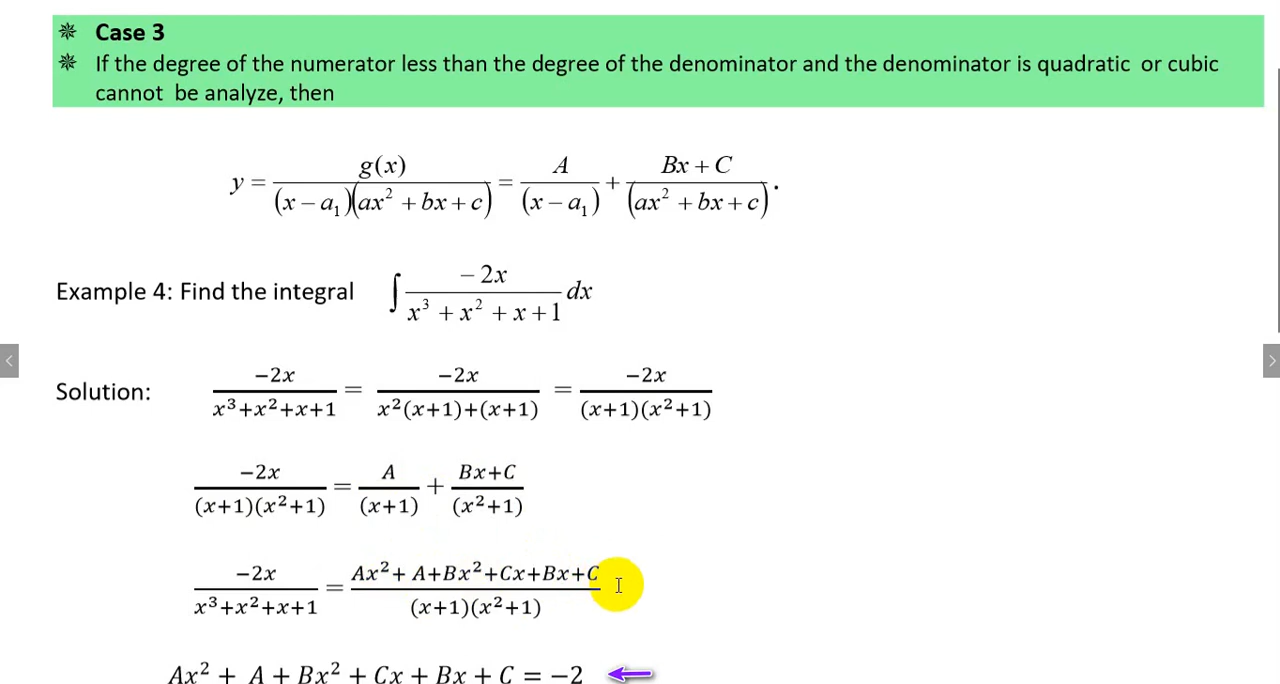 ✵ Case 3
✵ If the degree of the numerator less than the degree of the denominator and the denominator is quadratic or cubic
cannot be analyze, then
y = g(x) / (x − a₁)(ax² + bx + c) = A / (x − a₁) + Bx + C / (ax² + bx + c) .
Example 4: Find the integral ∫ − 2x / x³ + x² + x + 1 dx
Solution: −2x / x³+x²+x+1 = −2x / x²(x+1)+(x+1) = −2x / (x+1)(x²+1)
−2x / (x+1)(x²+1) = A / (x+1) + Bx+C / (x²+1)
−2x / x³+x²+x+1 = Ax²+ A+Bx²+Cx+Bx+C / (x+1)(x²+1)
Ax² + A + Bx² + Cx + Bx + C = −2